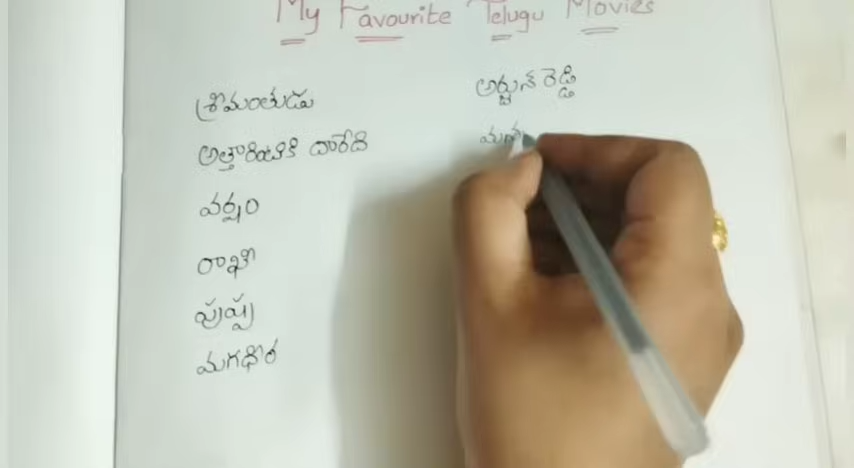 My Favourite Telugu Movies
శ్రీమంతుడు
అత్తారింటికి దారేది
వర్షం
రాఖీ
పుష్ప
మగధీర
అర్జున్ రెడ్డి